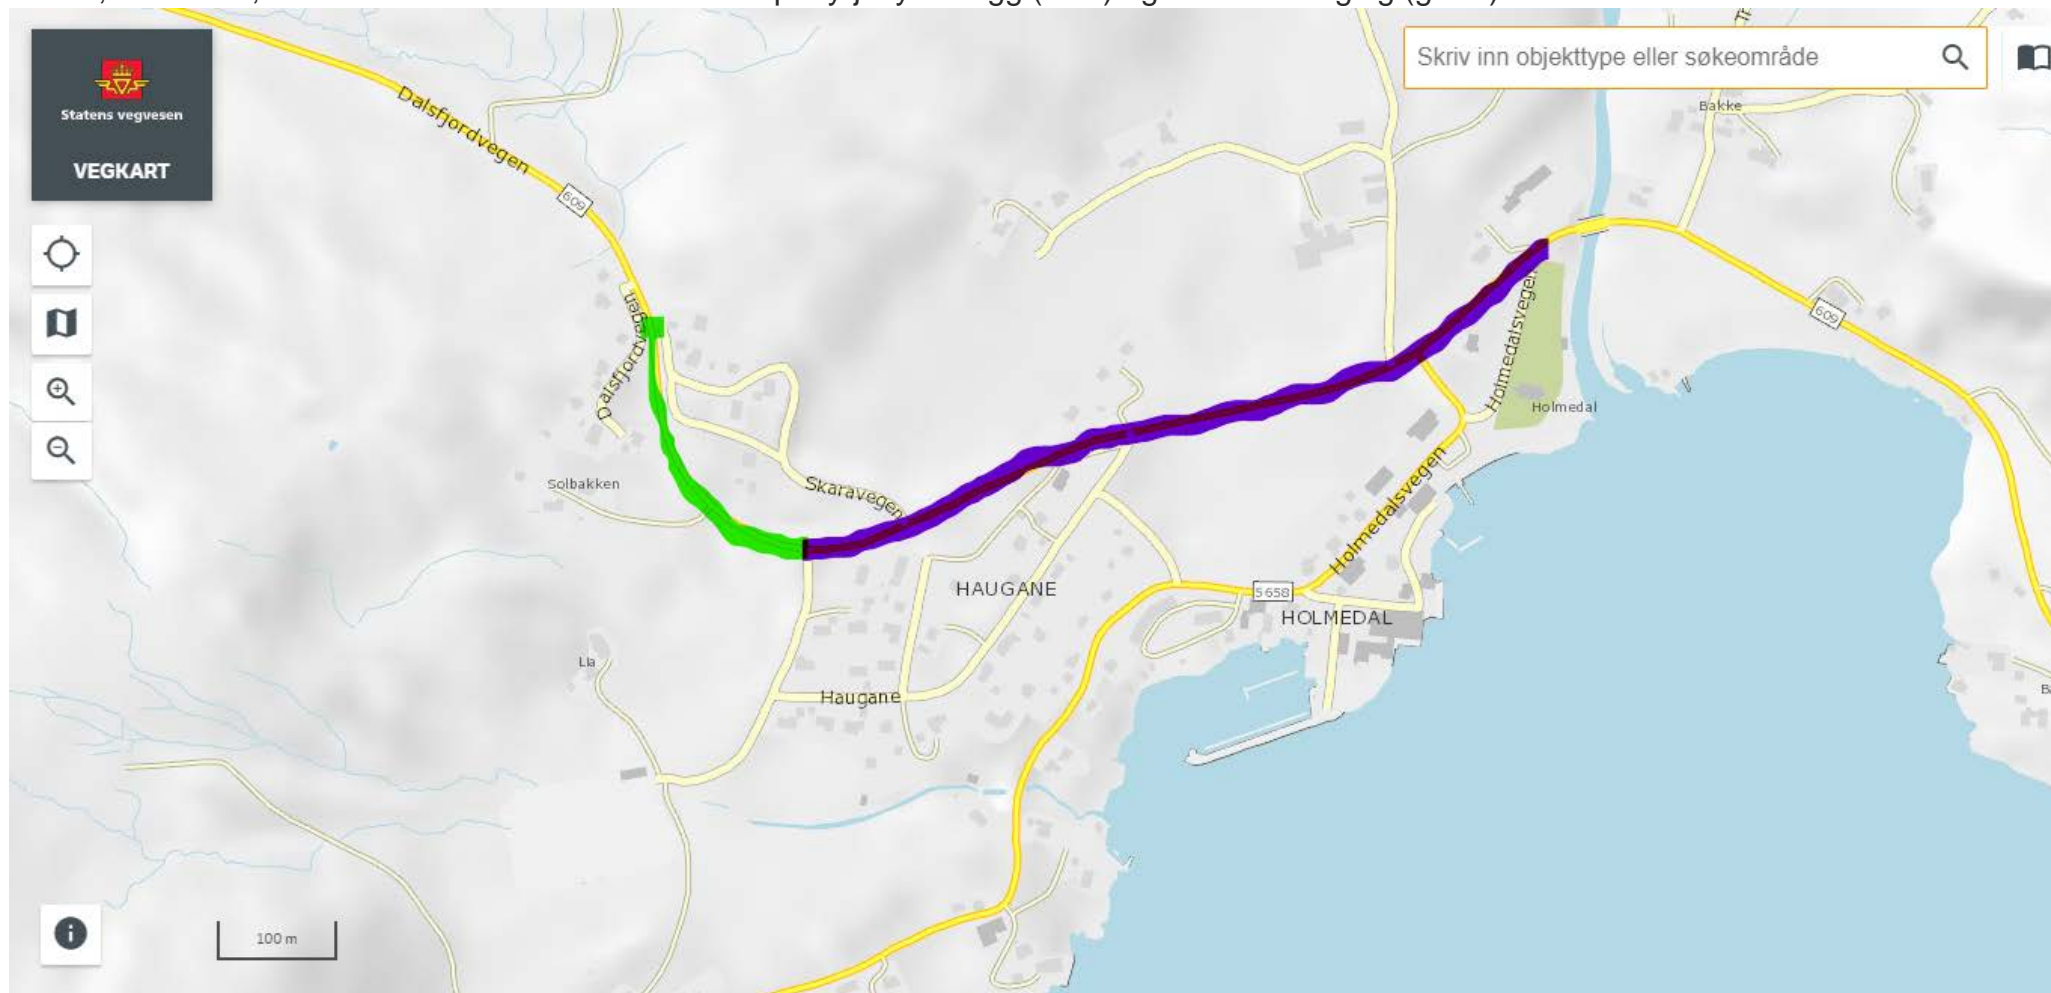 Statens vegvesen
VEGKART
Skriv inn objekttype eller søkeområde
Bakke
Dalsfjordvegen
609
Dalsfjordvegen
Holmedalsvegen
609
Holmedal
Solbakken
Skaravegen
Holmedalsvegen
HAUGANE
5658
HOLMEDAL
Lia
Haugane
100 m